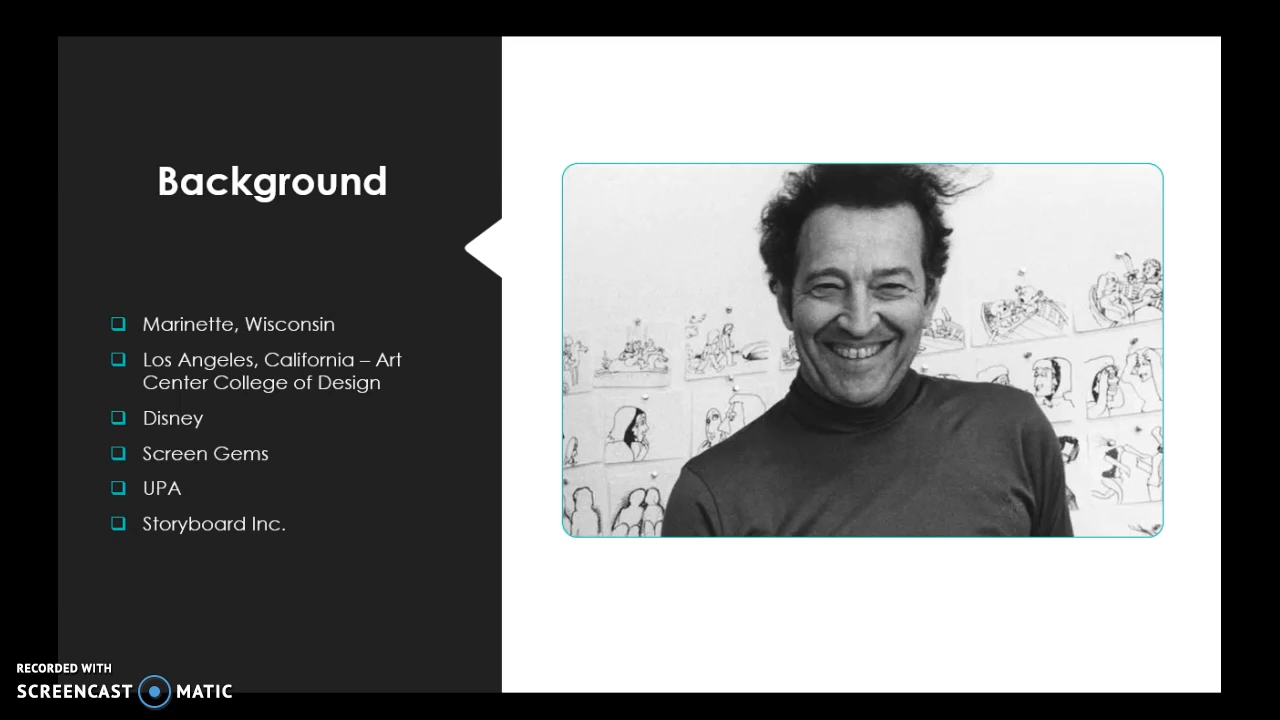 Background
Marinette, Wisconsin
Los Angeles, California – Art
Center College of Design
Disney
Screen Gems
UPA
Storyboard Inc.
RECORDED WITH
SCREENCAST MATIC